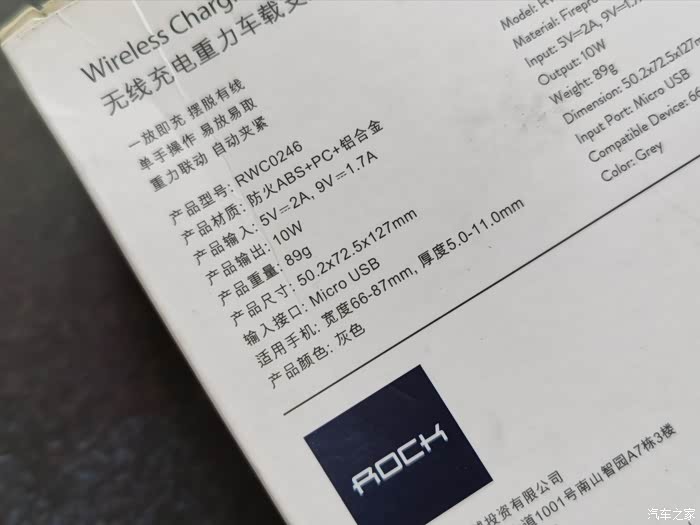 Wireless Charg
无线充电重力车载支
一放即充 摆脱有线
单手操作 易放易取
重力联动 自动夹紧
产品型号: RWC0246
产品材质: 防火ABS+PC+铝合金
产品输入: 5V⎓2A, 9V⎓1.7A
产品输出: 10W
产品重量: 89g
产品尺寸: 50.2x72.5x127mm
输入接口: Micro USB
适用手机: 宽度66-87mm, 厚度5.0-11.0mm
产品颜色: 灰色
Model: R
Material: Firepro
Input: 5V⎓2A, 9V⎓1.
Output: 10W
Weight: 89g
Dimension: 50.2x72.5x127m
Input Port: Micro USB
Compatible Device: 66
Color: Grey
ROCK
投资有限公司
道1001号南山智园A7栋3楼
汽车之家